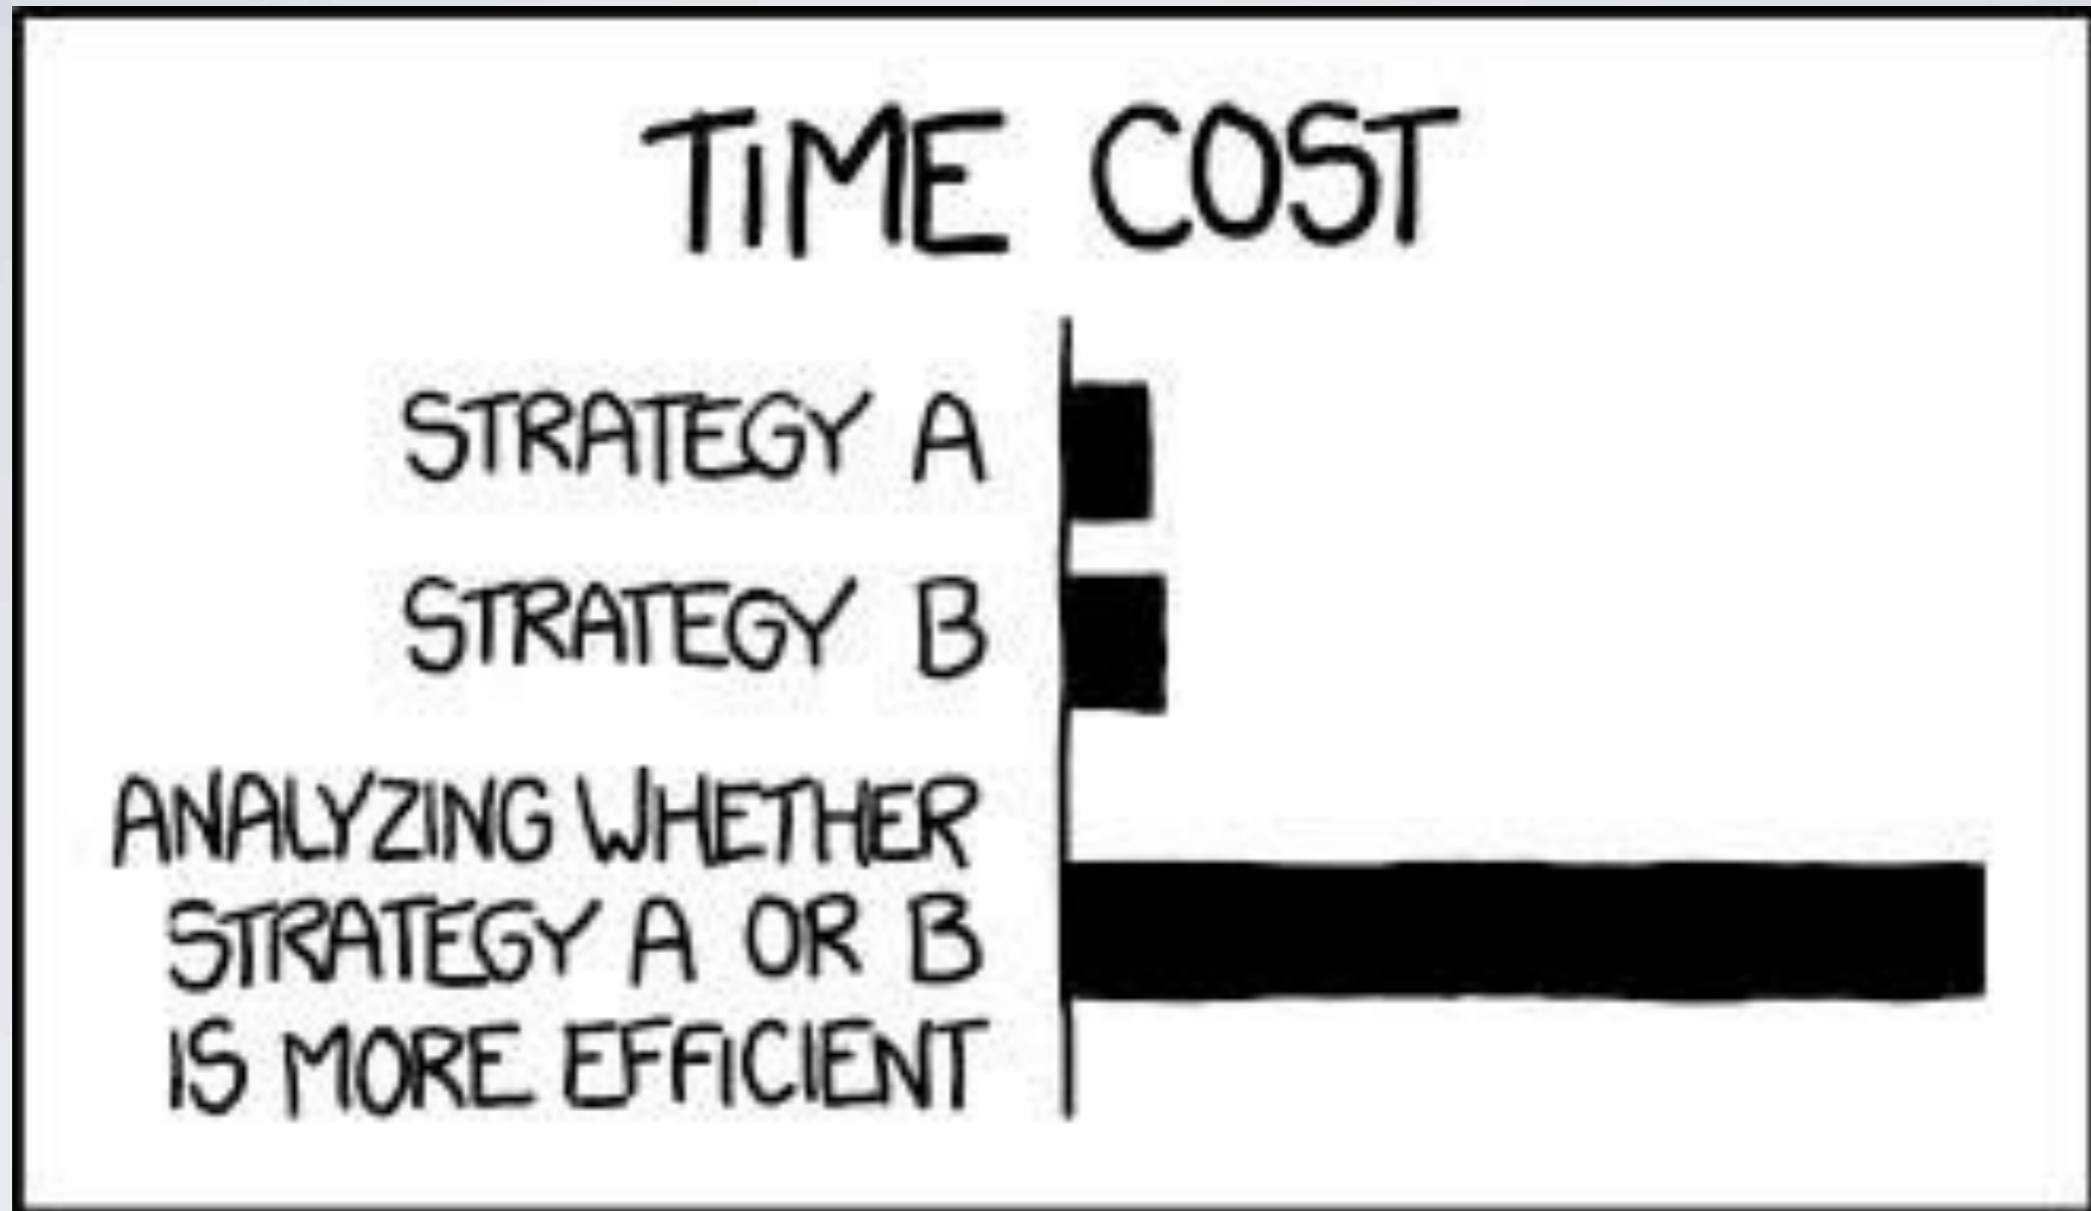 TIME COST
STRATEGY A
STRATEGY B
ANALYZING WHETHER
STRATEGY A OR B
IS MORE EFFICIENT